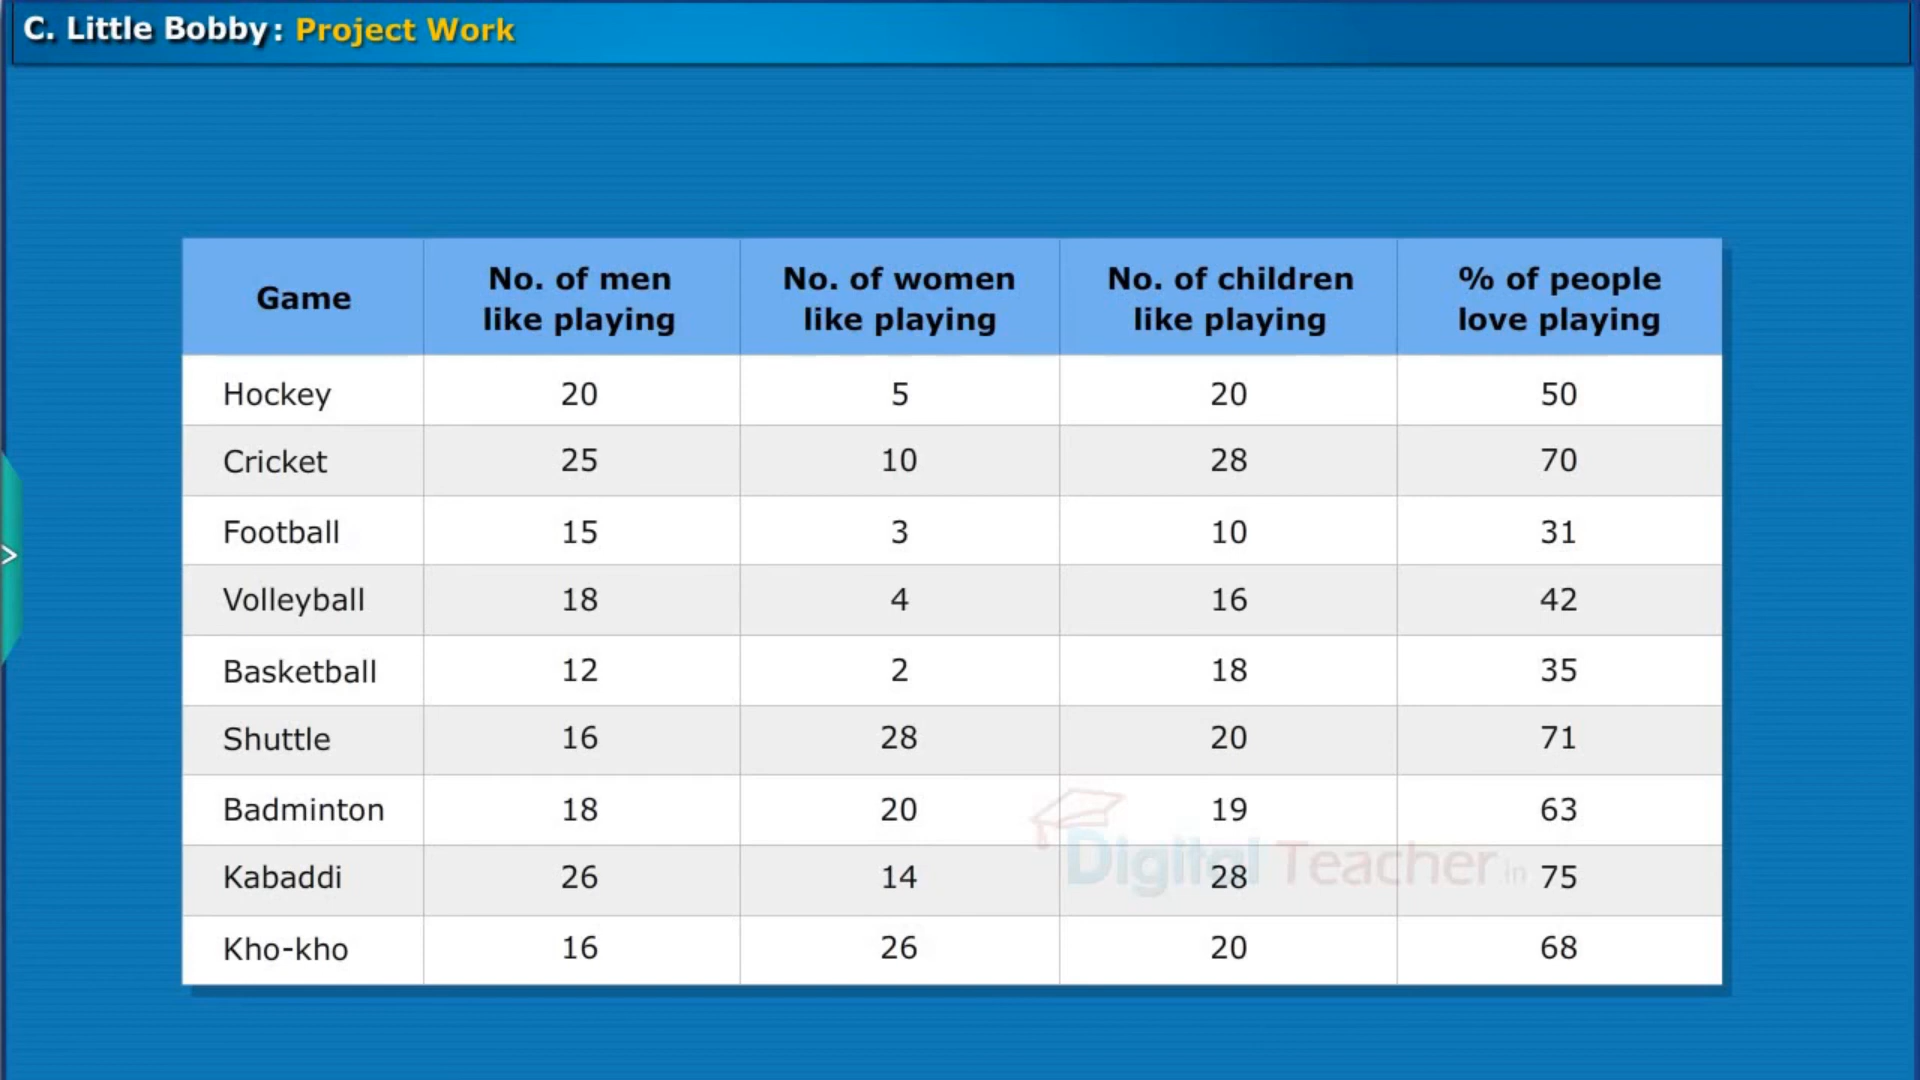 C. Little Bobby: Project Work
Game No. of men like playing No. of women like playing No. of children like playing % of people love playing
Hockey 20 5 20 50
Cricket 25 10 28 70
Football 15 3 10 31
Volleyball 18 4 16 42
Basketball 12 2 18 35
Shuttle 16 28 20 71
Badminton 18 20 19 63
Kabaddi 26 14 28 75
Kho-kho 16 26 20 68
Digital Teacher.in
>